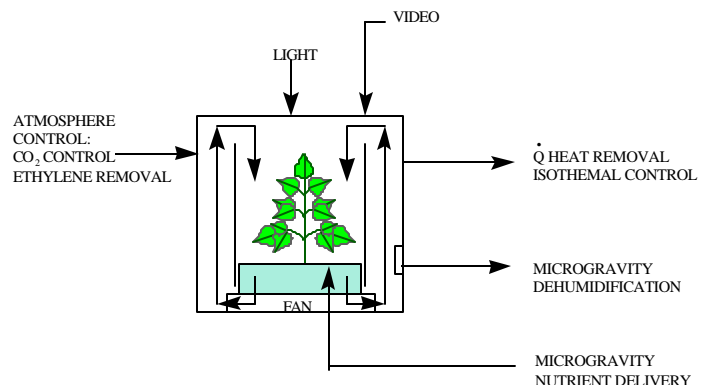 VIDEO
LIGHT
ATMOSPHERE
CONTROL:
CO₂ CONTROL
ETHYLENE REMOVAL
Q̇ HEAT REMOVAL
ISOTHEMAL CONTROL
MICROGRAVITY
DEHUMIDIFICATION
FAN
MICROGRAVITY
NUTRIENT DELIVERY